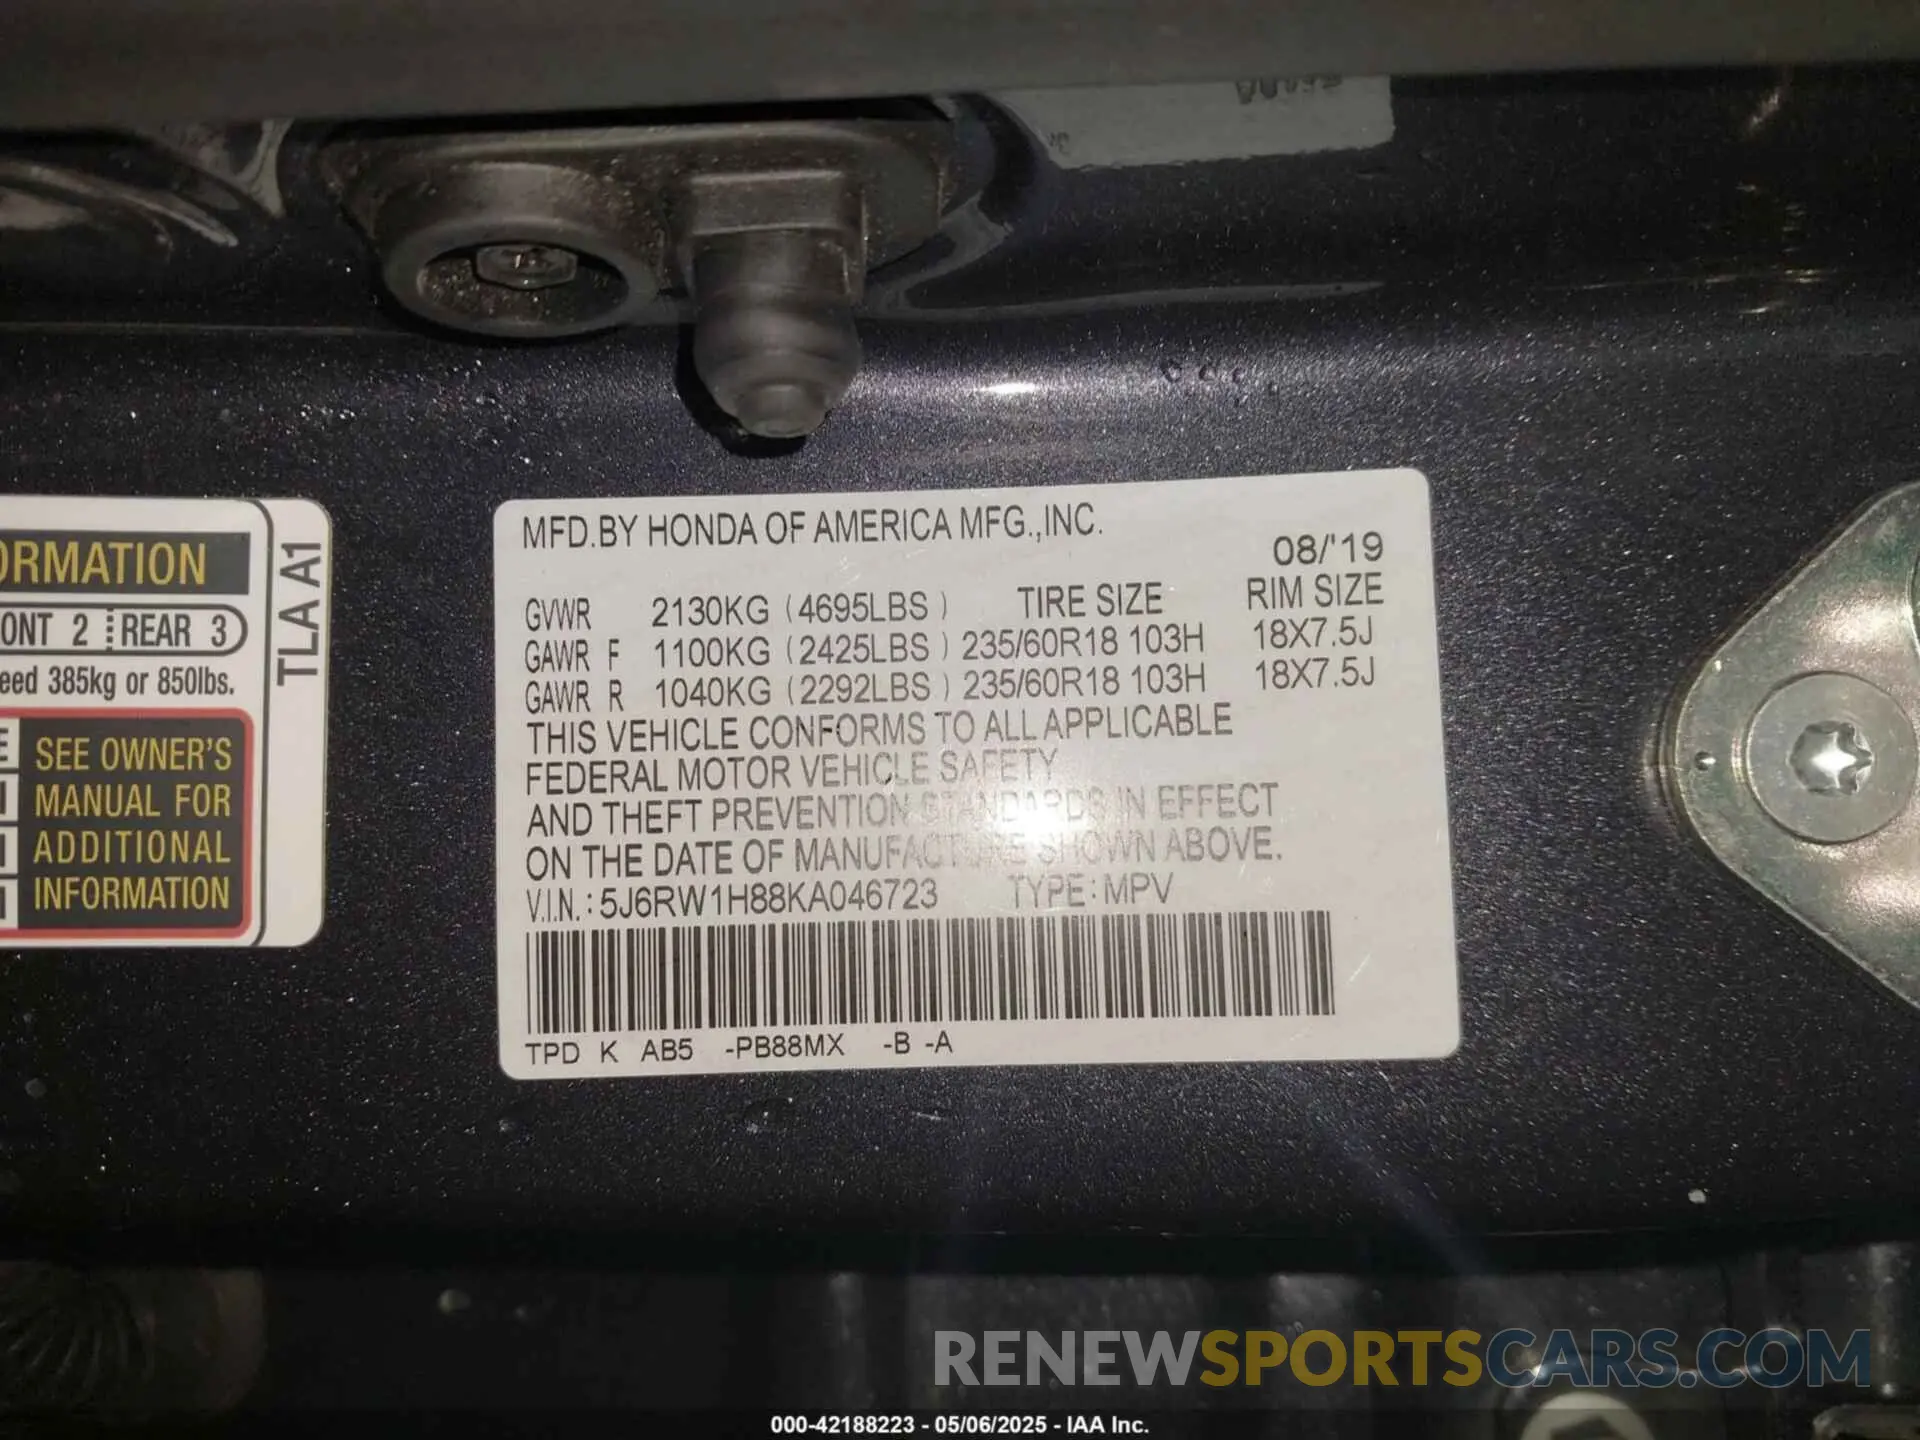 ORMATION
ONT 2 REAR 3
eed 385kg or 850lbs.
SEE OWNER'S
MANUAL FOR
ADDITIONAL
INFORMATION
TLA A1
MFD.BY HONDA OF AMERICA MFG.,INC.
08/'19
GVWR 2130KG (4695LBS ) TIRE SIZE RIM SIZE
GAWR F 1100KG (2425LBS ) 235/60R18 103H 18X7.5J
GAWR R 1040KG (2292LBS ) 235/60R18 103H 18X7.5J
THIS VEHICLE CONFORMS TO ALL APPLICABLE
FEDERAL MOTOR VEHICLE SAFETY
AND THEFT PREVENTION STANDARDS IN EFFECT
ON THE DATE OF MANUFACTURE SHOWN ABOVE.
V.I.N.: 5J6RW1H88KA046723 TYPE: MPV
TPD K AB5 -PB88MX -B -A
RENEWSPORTSCARS.COM
000-42188223 - 05/06/2025 - IAA Inc.